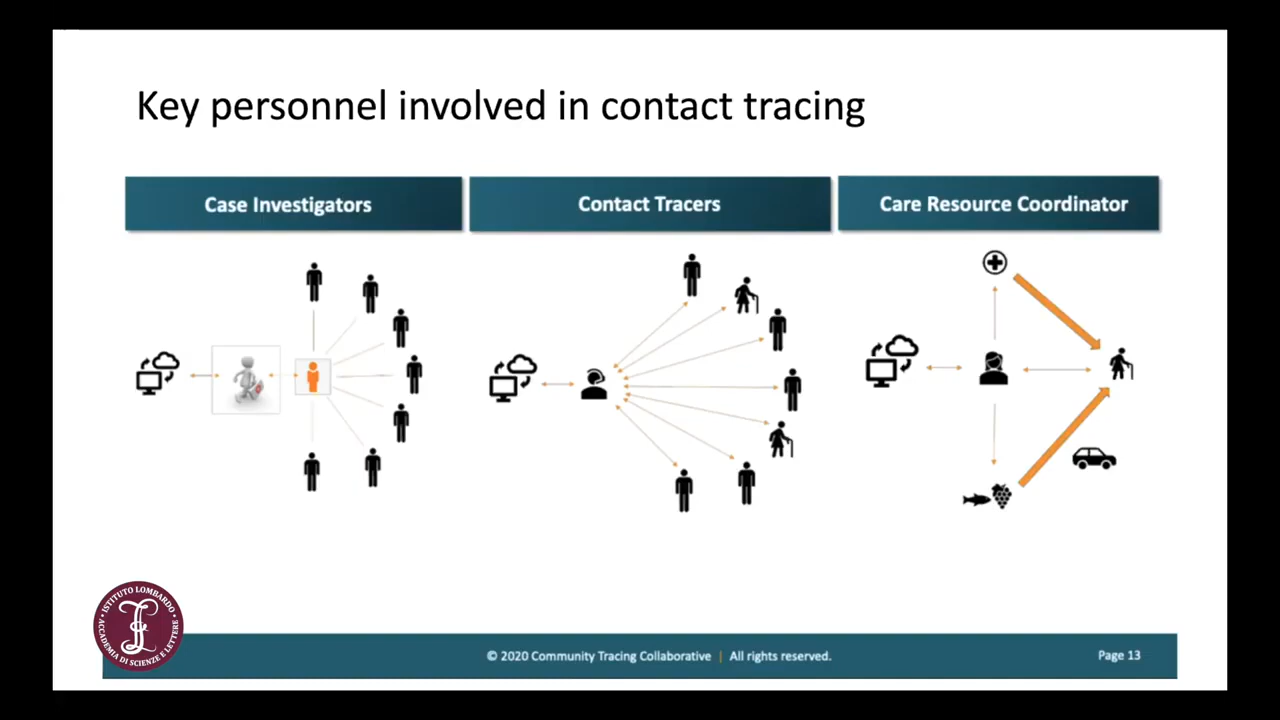 Key personnel involved in contact tracing
Case Investigators
Contact Tracers
Care Resource Coordinator
ISTITUTO LOMBARDO
ACCADEMIA DI SCIENZE E LETTERE
© 2020 Community Tracing Collaborative | All rights reserved.
Page 13